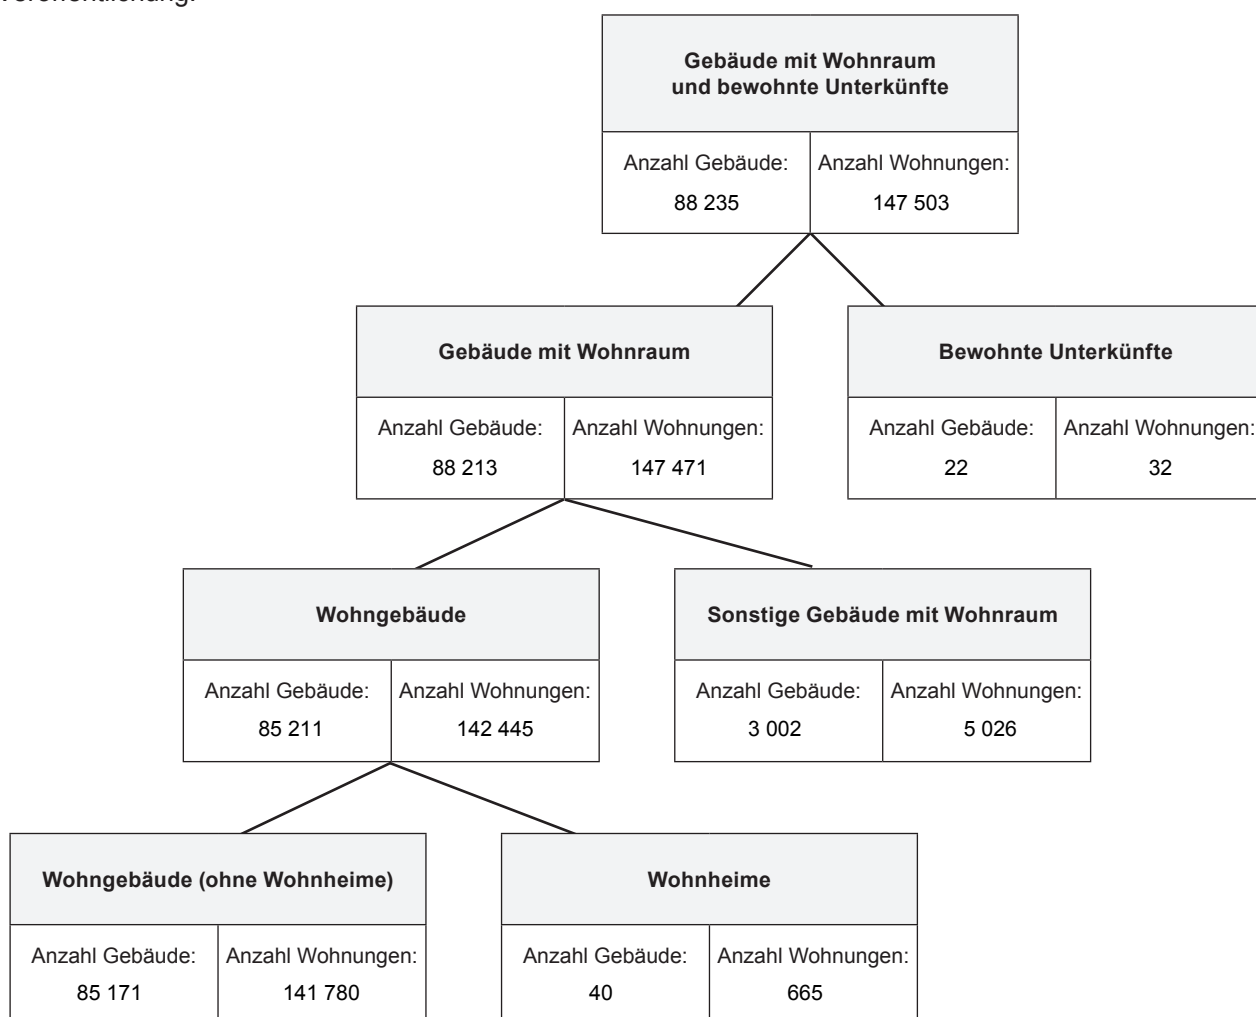 Veröffentlichung.
Gebäude mit Wohnraum
und bewohnte Unterkünfte
Anzahl Gebäude: Anzahl Wohnungen:
88 235 147 503
Gebäude mit Wohnraum Bewohnte Unterkünfte
Anzahl Gebäude: Anzahl Wohnungen: Anzahl Gebäude: Anzahl Wohnungen:
88 213 147 471 22 32
Wohngebäude Sonstige Gebäude mit Wohnraum
Anzahl Gebäude: Anzahl Wohnungen: Anzahl Gebäude: Anzahl Wohnungen:
85 211 142 445 3 002 5 026
Wohngebäude (ohne Wohnheime) Wohnheime
Anzahl Gebäude: Anzahl Wohnungen: Anzahl Gebäude: Anzahl Wohnungen:
85 171 141 780 40 665